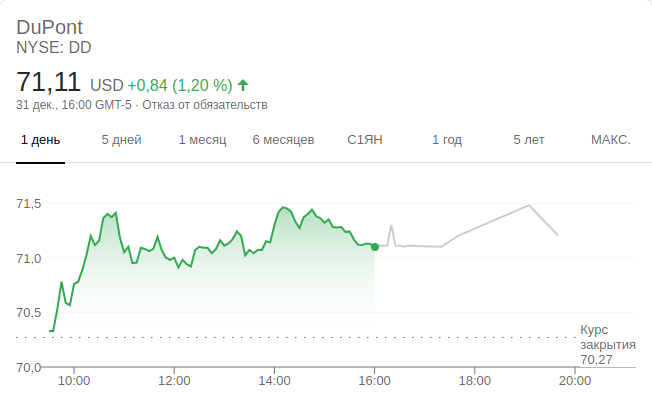 DuPont
NYSE: DD
71,11 USD +0,84 (1,20 %)
31 дек., 16:00 GMT-5 · Отказ от обязательств
1 день 5 дней 1 месяц 6 месяцев С1ЯН 1 год 5 лет МАКС.
71,5
71,0
70,5
70,0
Курс
закрытия
70,27
10:00 12:00 14:00 16:00 18:00 20:00